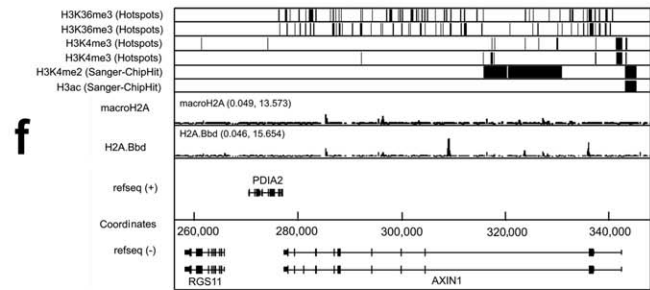 H3K36me3 (Hotspots)
H3K36me3 (Hotspots)
H3K4me3 (Hotspots)
H3K4me3 (Hotspots)
H3K4me2 (Sanger-ChipHit)
H3ac (Sanger-ChipHit)
macroH2A
macroH2A (0.049, 13.573)
f
H2A.Bbd
H2A.Bbd (0.046, 15.654)
refseq (+)
PDIA2
Coordinates
260,000 280,000 300,000 320,000 340,000
refseq (-)
RGS11 AXIN1